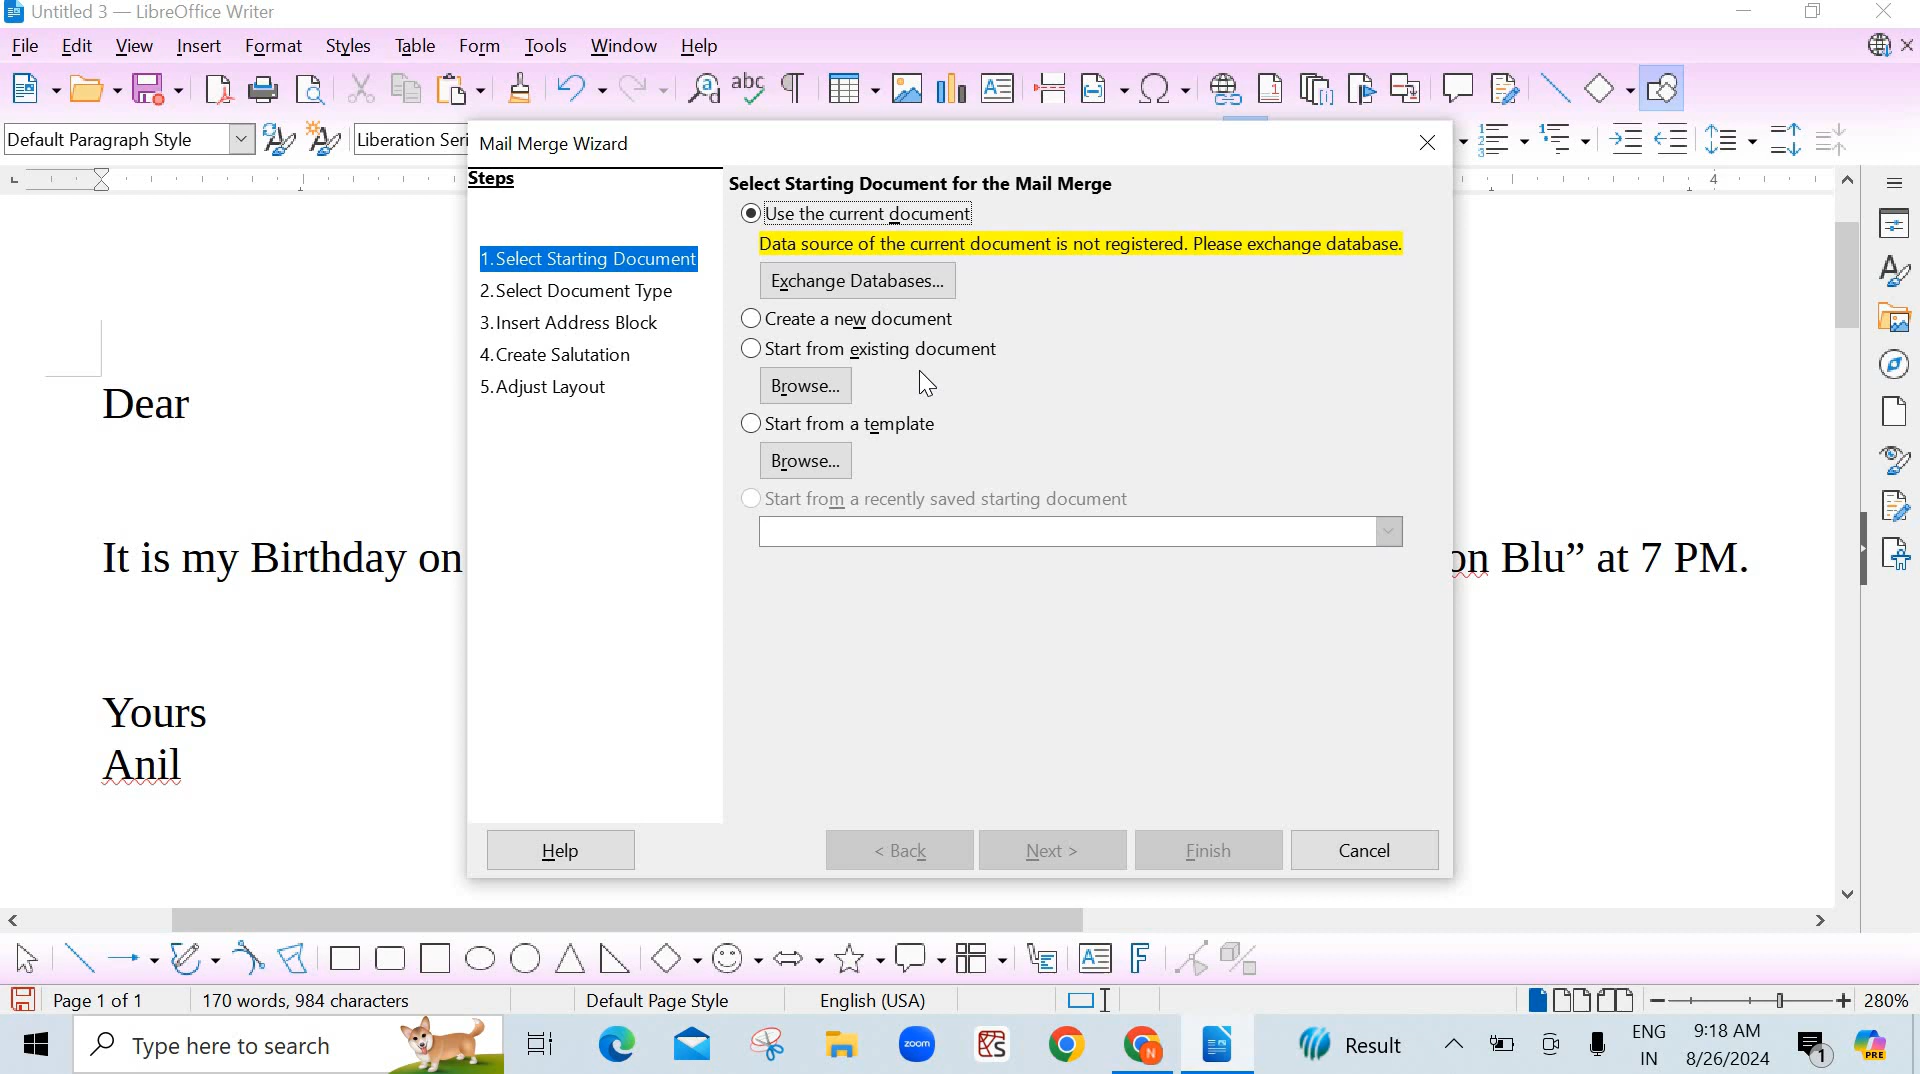 Untitled 3 — LibreOffice Writer
File Edit View Insert Format Styles Table Form Tools Window Help
Default Paragraph Style
Liberation Seri
Mail Merge Wizard
Steps
1.Select Starting Document
2.Select Document Type
3.Insert Address Block
4.Create Salutation
5.Adjust Layout
Select Starting Document for the Mail Merge
Use the current document
Data source of the current document is not registered. Please exchange database.
Exchange Databases...
Create a new document
Start from existing document
Browse...
Start from a template
Browse...
Start from a recently saved starting document
Help
< Back
Next >
Finish
Cancel
4
Dear
It is my Birthday on
on Blu” at 7 PM.
Yours
Anil
Page 1 of 1
170 words, 984 characters
Default Page Style
English (USA)
280%
Type here to search
zoom
Result
ENG
IN
9:18 AM
8/26/2024
1
PRE